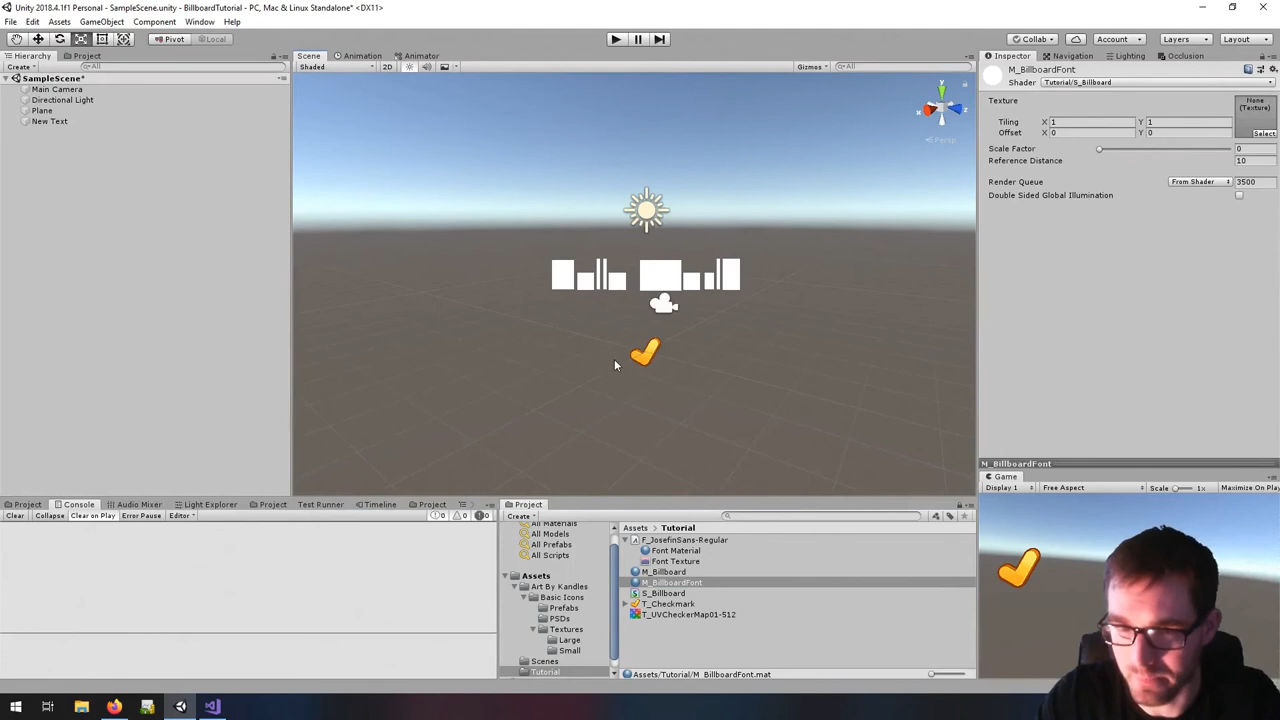 Unity 2018.4.1f1 Personal - SampleScene.unity - BillboardTutorial - PC, Mac & Linux Standalone* <DX11>
File Edit Assets GameObject Component Window Help
Pivot Local Collab Account Layers Layout
Hierarchy Project Scene Animation Animator Inspector Navigation Lighting Occlusion
Create All Shaded 2D Gizmos All
SampleScene*
Main Camera
Directional Light
Plane
New Text
y
x
z
Persp
M_BillboardFont
Shader Tutorial/S_Billboard
Texture None (Texture)
Tiling X 1 Y 1
Offset X 0 Y 0 Select
Scale Factor 0
Reference Distance 10
Render Queue From Shader 3500
Double Sided Global Illumination
M_BillboardFont
Game
Display 1 Free Aspect Scale 1x Maximize On Play
Project Console Audio Mixer Light Explorer Project Test Runner Timeline Project
Clear Collapse Clear on Play Error Pause Editor 0 0 0
Project
Create
All Materials
All Models
All Prefabs
All Scripts
Assets
Art By Kandles
Basic Icons
Prefabs
PSDs
Textures
Large
Small
Scenes
Tutorial
Assets Tutorial
F_JosefinSans-Regular
Font Material
Font Texture
M_Billboard
M_BillboardFont
S_Billboard
T_Checkmark
T_UVCheckerMap01-512
Assets/Tutorial/M_BillboardFont.mat